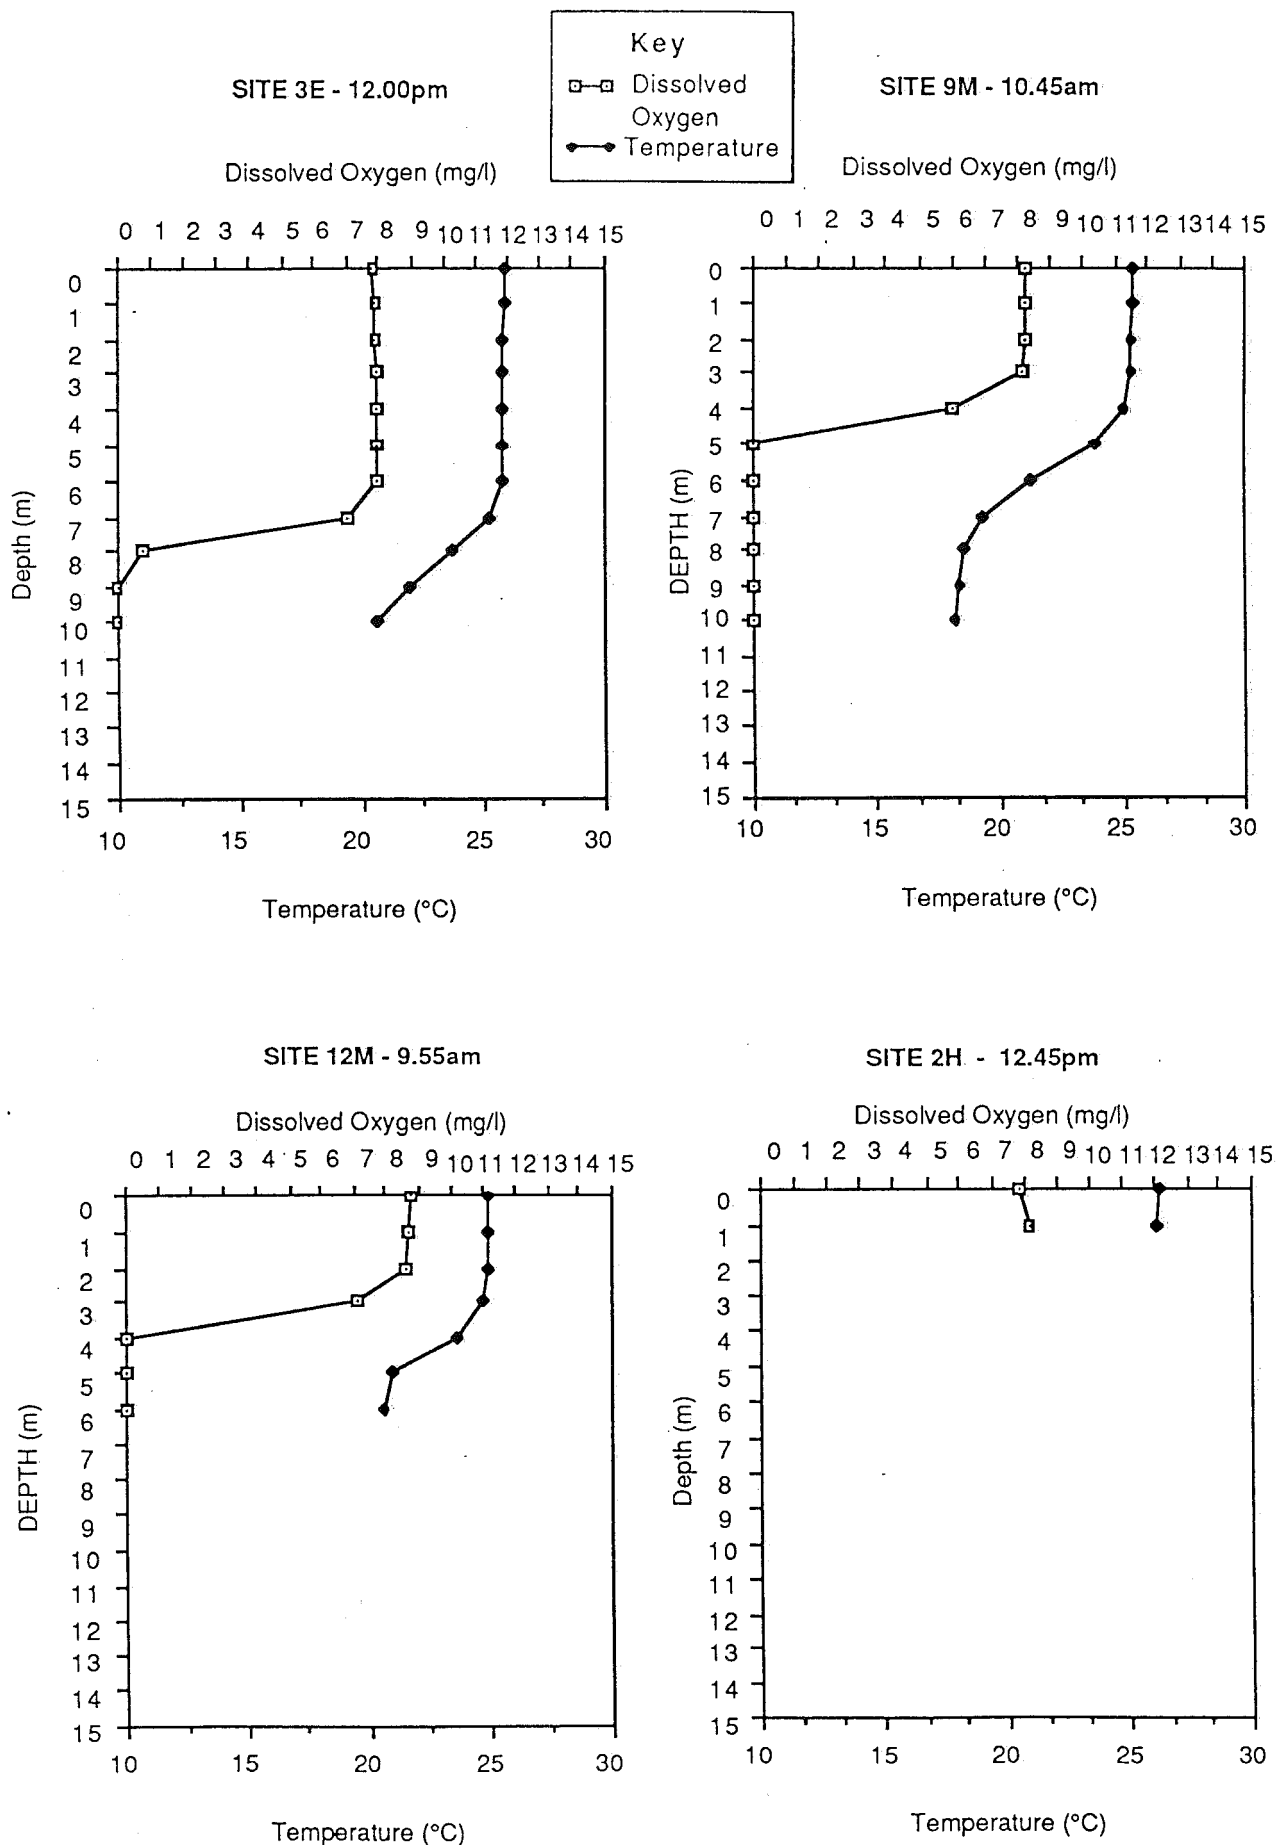 Key
Dissolved
Oxygen
Temperature
SITE 3E - 12.00pm
Dissolved Oxygen (mg/l)
0 1 2 3 4 5 6 7 8 9 10 11 12 13 14 15
Depth (m)
0
1
2
3
4
5
6
7
8
9
10
11
12
13
14
15
10 15 20 25 30
Temperature (°C)
SITE 9M - 10.45am
Dissolved Oxygen (mg/l)
0 1 2 3 4 5 6 7 8 9 10 11 12 13 14 15
DEPTH (m)
0
1
2
3
4
5
6
7
8
9
10
11
12
13
14
15
10 15 20 25 30
Temperature (°C)
SITE 12M - 9.55am
Dissolved Oxygen (mg/l)
0 1 2 3 4 5 6 7 8 9 10 11 12 13 14 15
DEPTH (m)
0
1
2
3
4
5
6
7
8
9
10
11
12
13
14
15
10 15 20 25 30
Temperature (°C)
SITE 2H - 12.45pm
Dissolved Oxygen (mg/l)
0 1 2 3 4 5 6 7 8 9 10 11 12 13 14 15
Depth (m)
0
1
2
3
4
5
6
7
8
9
10
11
12
13
14
15
10 15 20 25 30
Temperature (°C)